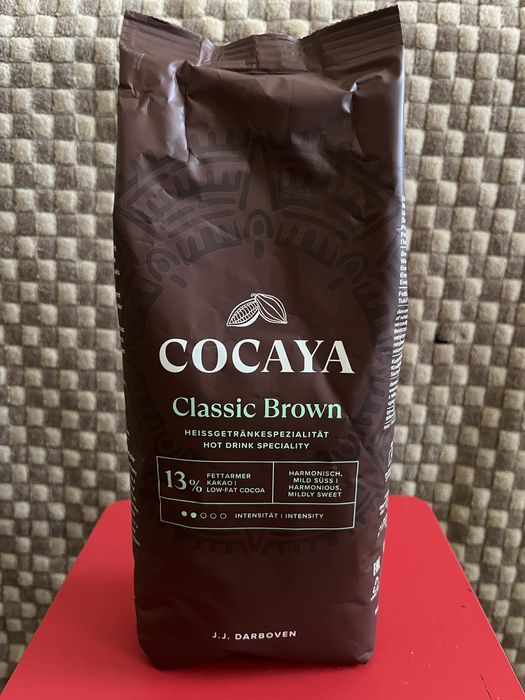 COCAYA
Classic Brown
HEISSGETRÄNKESPEZIALITÄT
HOT DRINK SPECIALITY
13%
FETTARMER
KAKAO I
LOW-FAT COCOA
HARMONISCH,
MILD SÜSS I
HARMONIOUS,
MILDLY SWEET
INTENSITÄT I INTENSITY
J.J. DARBOVEN